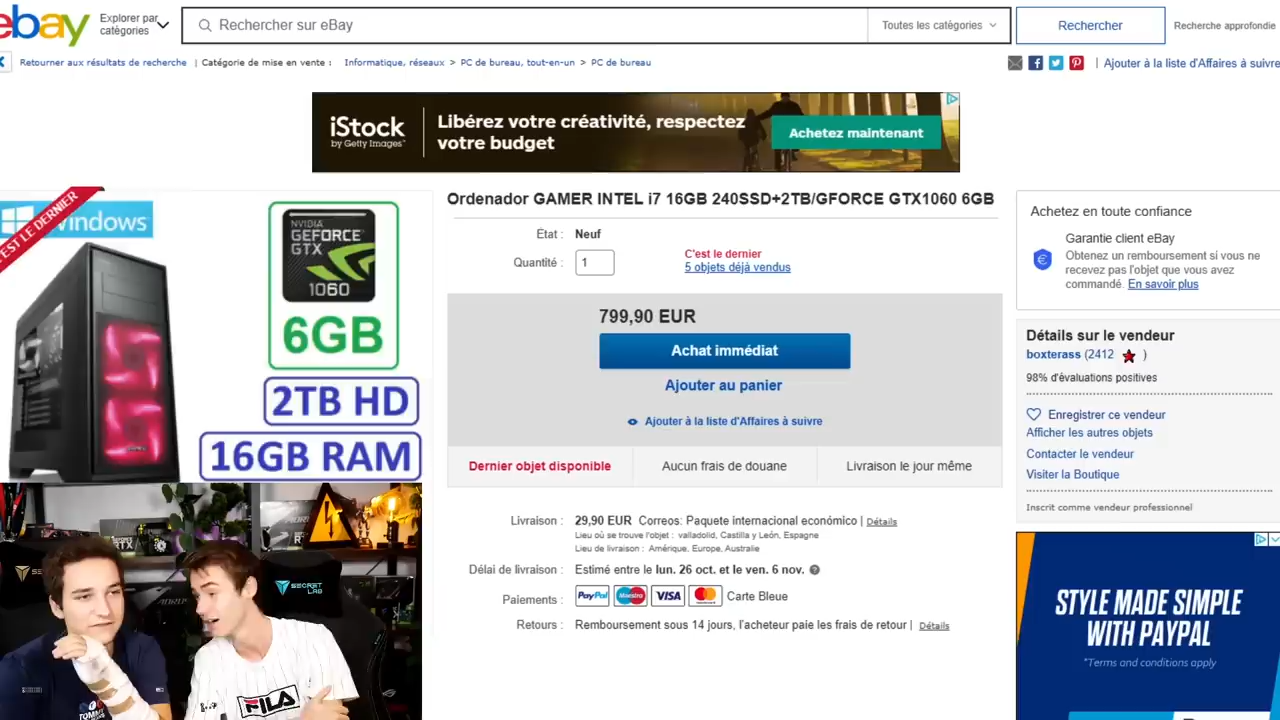 ebay
Explorer par
catégories
Rechercher sur eBay
Toutes les catégories
Rechercher
Recherche approfondie
Retourner aux résultats de recherche | Catégorie de mise en vente : Informatique, réseaux > PC de bureau, tout-en-un > PC de bureau
| Ajouter à la liste d'Affaires à suivre
iStock
by Getty Images™
Libérez votre créativité, respectez
votre budget
Achetez maintenant
C'EST LE DERNIER
Windows
NVIDIA
GEFORCE
GTX
1060
6GB
2TB HD
16GB RAM
Ordenador GAMER INTEL i7 16GB 240SSD+2TB/GFORCE GTX1060 6GB
État : Neuf
Quantité : 1
C'est le dernier
5 objets déjà vendus
799,90 EUR
Achat immédiat
Ajouter au panier
Ajouter à la liste d'Affaires à suivre
Dernier objet disponible
Aucun frais de douane
Livraison le jour même
Livraison : 29,90 EUR Correos: Paquete internacional económico | Détails
Lieu où se trouve l'objet : valladolid, Castilla y León, Espagne
Lieu de livraison : Amérique, Europe, Australie
Délai de livraison : Estimé entre le lun. 26 oct. et le ven. 6 nov.
Paiements : PayPal Maestro VISA mastercard Carte Bleue
Retours : Remboursement sous 14 jours, l'acheteur paie les frais de retour | Détails
Achetez en toute confiance
Garantie client eBay
Obtenez un remboursement si vous ne
recevez pas l'objet que vous avez
commandé. En savoir plus
Détails sur le vendeur
boxterass (2412 )
98% d'évaluations positives
Enregistrer ce vendeur
Afficher les autres objets
Contacter le vendeur
Visiter la Boutique
Inscrit comme vendeur professionnel
STYLE MADE SIMPLE
WITH PAYPAL
*Terms and conditions apply
SECRET
LAB
FILA